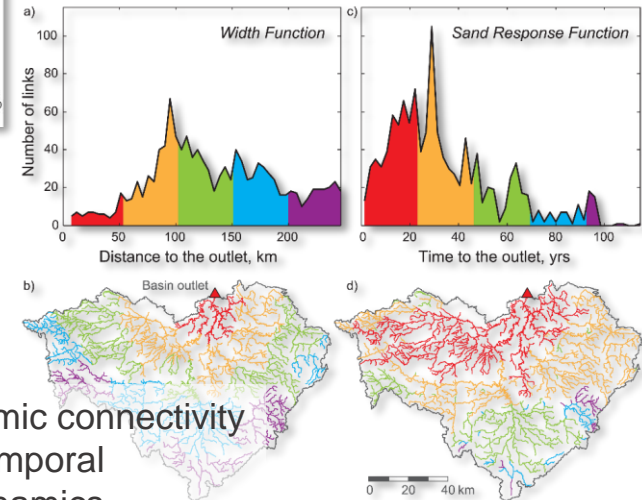 a)
Width Function
Number of links
100
80
60
40
20
0
0
50
100
150
200
Distance to the outlet, km
c)
Sand Response Function
0
20
40
60
80
100
Time to the outlet, yrs
b)
Basin outlet
d)
connectivity
0 20 40 km